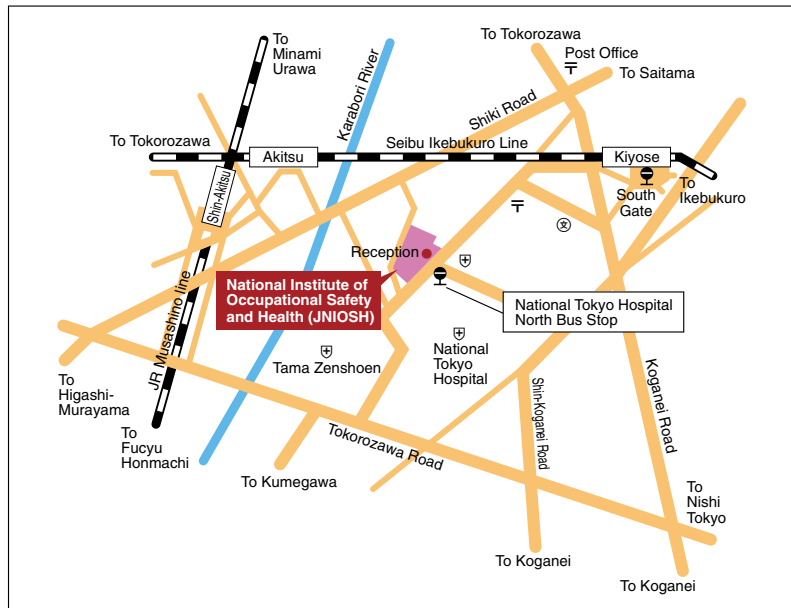 To
Minami
Urawa
Karabori River
To Tokorozawa
Post Office
〒
To Saitama
Shiki Road
To Tokorozawa
Akitsu
Seibu Ikebukuro Line
Kiyose
Shin-Akitsu
South
Gate
To
Ikebukuro
〒
文
Reception
National Institute of
Occupational Safety
and Health (JNIOSH)
National Tokyo Hospital
North Bus Stop
JR Musashino line
Tama Zenshoen
National
Tokyo
Hospital
To
Higashi-
Murayama
To
Fucyu
Honmachi
Shin-Koganei Road
Koganei Road
Tokorozawa Road
To Kumegawa
To
Nishi
Tokyo
To Koganei
To Koganei